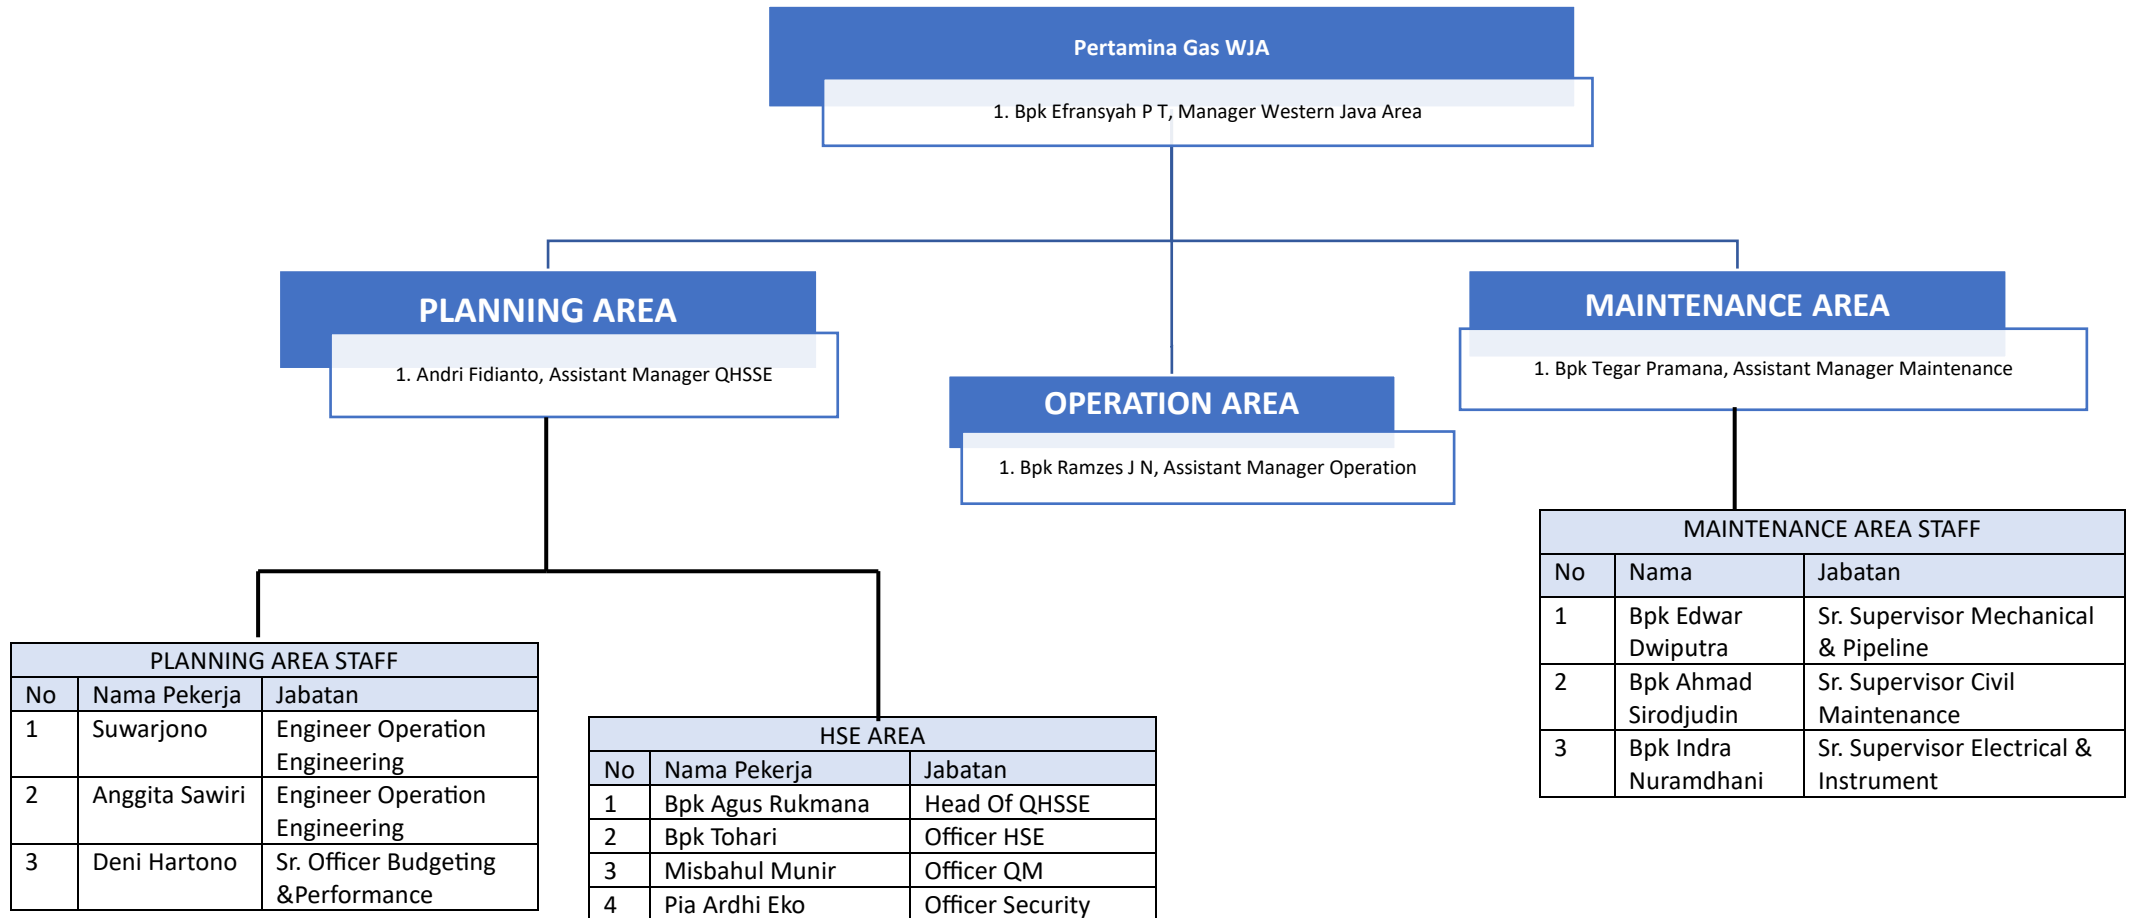 Pertamina Gas WJA
1. Bpk Efransyah P T, Manager Western Java Area
PLANNING AREA
1. Andri Fidianto, Assistant Manager QHSSE
OPERATION AREA
1. Bpk Ramzes J N, Assistant Manager Operation
MAINTENANCE AREA
1. Bpk Tegar Pramana, Assistant Manager Maintenance
PLANNING AREA STAFF
No Nama Pekerja Jabatan
1 Suwarjono Engineer Operation
Engineering
2 Anggita Sawiri Engineer Operation
Engineering
3 Deni Hartono Sr. Officer Budgeting
&Performance
HSE AREA
No Nama Pekerja Jabatan
1 Bpk Agus Rukmana Head Of QHSSE
2 Bpk Tohari Officer HSE
3 Misbahul Munir Officer QM
4 Pia Ardhi Eko Officer Security
MAINTENANCE AREA STAFF
No Nama Jabatan
1 Bpk Edwar Sr. Supervisor Mechanical
Dwiputra & Pipeline
2 Bpk Ahmad Sr. Supervisor Civil
Sirodjudin Maintenance
3 Bpk Indra Sr. Supervisor Electrical &
Nuramdhani Instrument